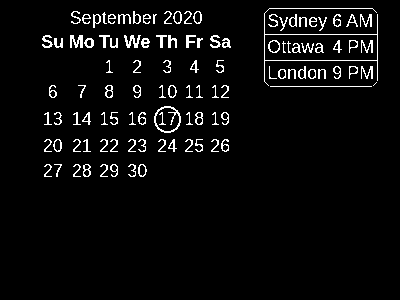 September 2020
Su Mo Tu We Th Fr Sa
1 2 3 4 5
6 7 8 9 10 11 12
13 14 15 16 17 18 19
20 21 22 23 24 25 26
27 28 29 30
Sydney 6 AM
Ottawa 4 PM
London 9 PM